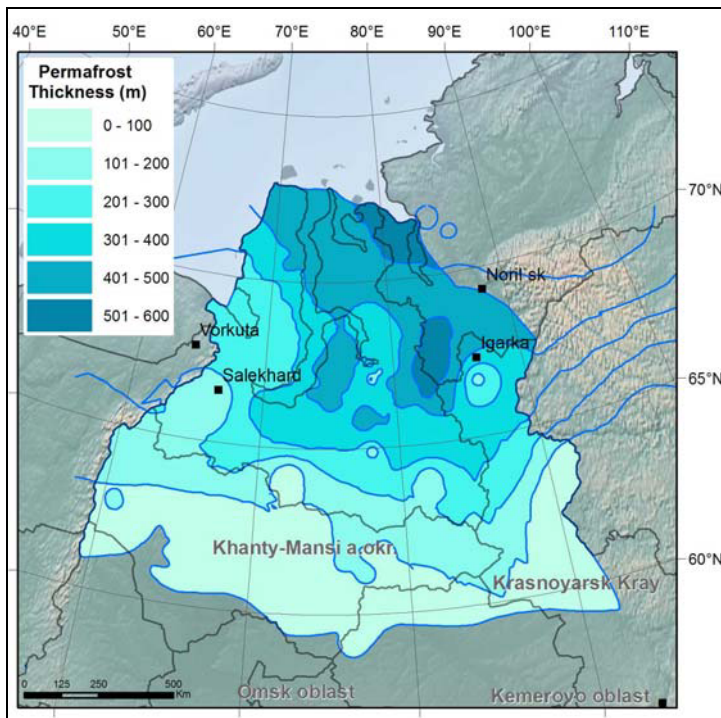 40°E 50°E 60°E 70°E 80°E 90°E 100°E 110°E
Permafrost
Thickness (m)
0 - 100
101 - 200
201 - 300
301 - 400
401 - 500
501 - 600
70°N
Noril`sk
Vorkuta
Igarka
Salekhard
65°N
60°N
Khanty-Mansi a.okr.
Krasnoyarsk Kray
0 125 250 500
Km
Omsk oblast
Kemerovo oblast